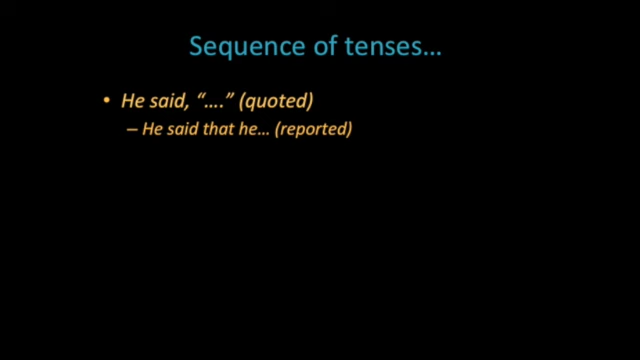 Sequence of tenses…
• He said, “….” (quoted)
– He said that he… (reported)